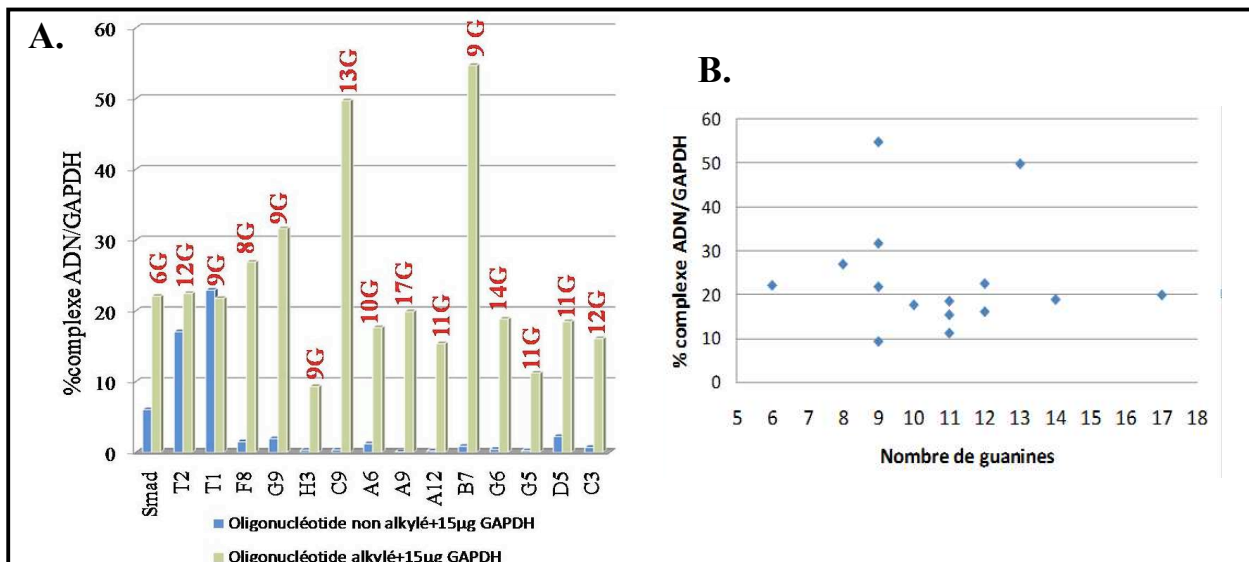 A.
%complexe ADN/GAPDH
60
50
40
30
20
10
0
6G
12G
9G
8G
9G
9G
13G
10G
17G
11G
9 G
14G
11G
11G
12G
Smad
T2
T1
F8
G9
H3
C9
A6
A9
A12
B7
G6
G5
D5
C3
Oligonucléotide non alkylé+15µg GAPDH
Oligonucléotide alkylé+15µg GAPDH
B.
% complexe ADN/GAPDH
60
50
40
30
20
10
0
5 6 7 8 9 10 11 12 13 14 15 16 17 18
Nombre de guanines